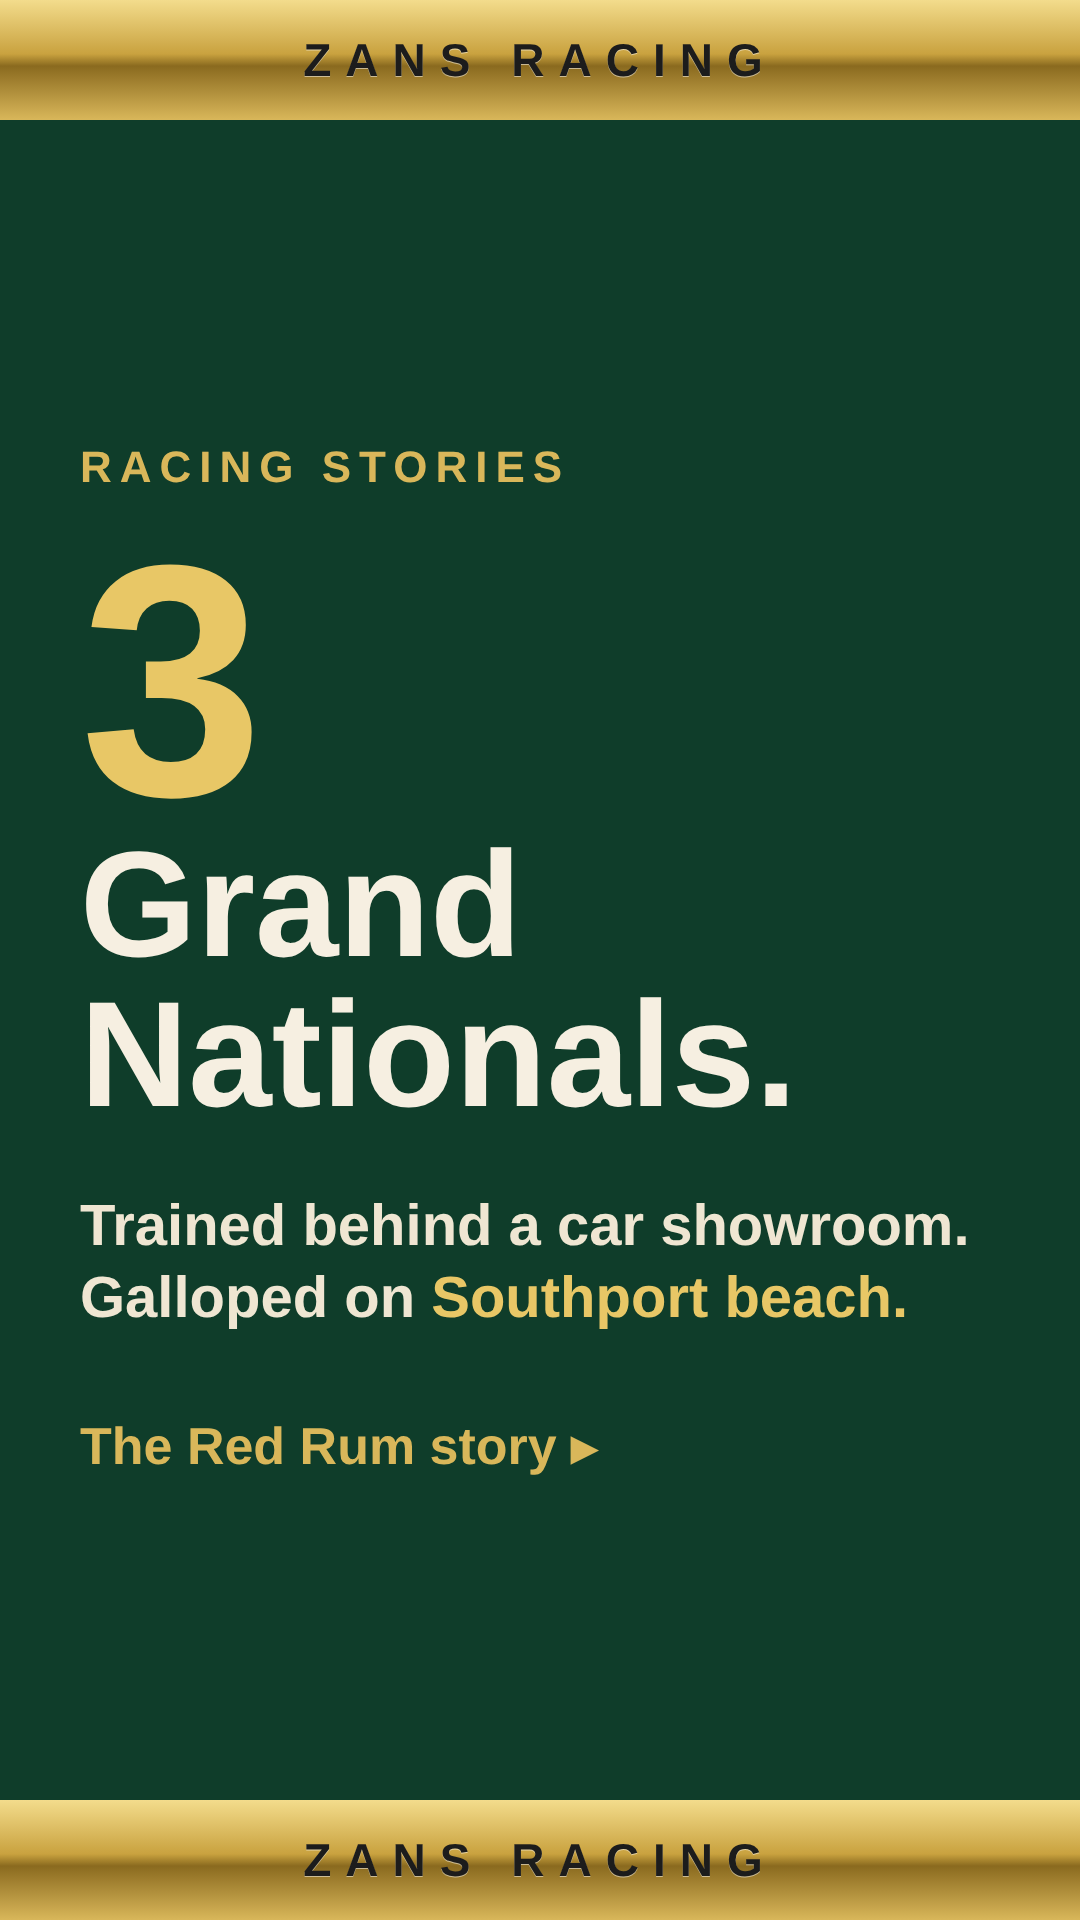 ZANS RACING
RACING STORIES
3
Grand
Nationals.
Trained behind a car showroom.
Galloped on Southport beach.
The Red Rum story ▸
ZANS RACING